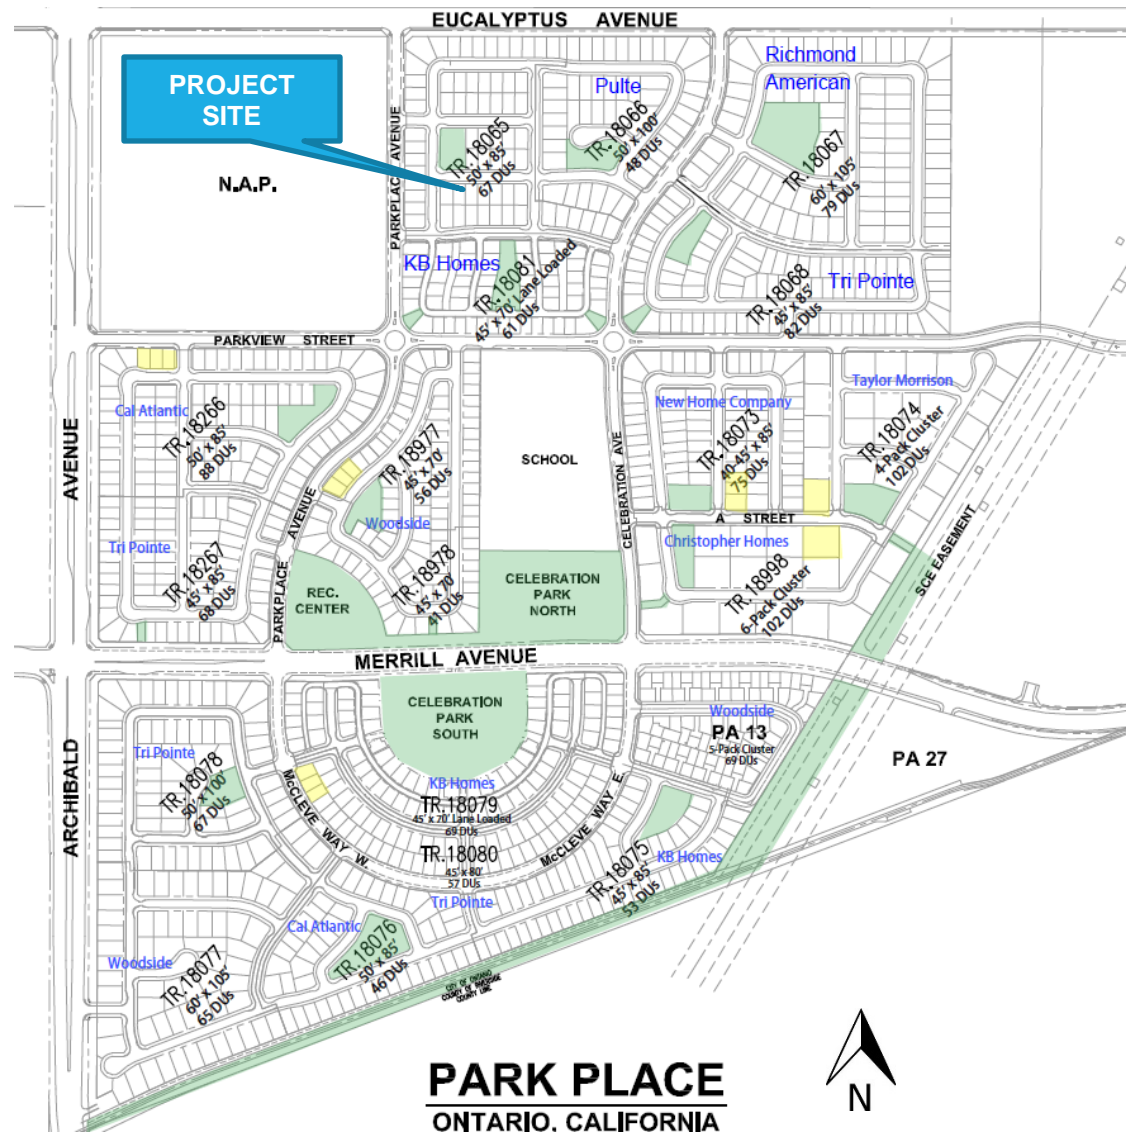 EUCALYPTUS AVENUE
PROJECT
SITE
N.A.P.
PARKPLACE AVENUE
TR.18065
50' x 85'
67 DUs
Pulte
TR.18066
50' x 100'
48 DUs
Richmond
American
TR.18067
60' x 105'
79 DUs
KB Homes
TR.18081
45' x 70' Lane Loaded
61 DUs
Tri Pointe
TR.18068
45' x 85'
82 DUs
PARKVIEW STREET
AVENUE
Cal Atlantic
TR.18266
50' x 85'
88 DUs
TR.18977
45' x 70'
56 DUs
Woodside
SCHOOL
CELEBRATION AVE
New Home Company
TR.18073
40-45' x 85'
75 DUs
Taylor Morrison
TR.18074
4-Pack Cluster
102 DUs
A STREET
Tri Pointe
TR.18267
45' x 85'
68 DUs
PARKPLACE AVENUE
REC.
CENTER
TR.18978
45' x 70'
41 DUs
CELEBRATION
PARK
NORTH
Christopher Homes
TR.18998
6-Pack Cluster
102 DUs
SCE EASEMENT
MERRILL AVENUE
CELEBRATION
PARK
SOUTH
Woodside
PA 13
5-Pack Cluster
69 DUs
PA 27
ARCHIBALD
Tri Pointe
TR.18078
50' x 100'
67 DUs
McCLEVE WAY W.
KB Homes
TR.18079
45' x 70' Lane Loaded
69 DUs
TR.18080
45' x 80'
57 DUs
Tri Pointe
McCLEVE WAY E.
TR.18075
45' x 85'
53 DUs
KB Homes
Cal Atlantic
TR.18076
50' x 85'
46 DUs
Woodside
TR.18077
60' x 105'
65 DUs
CITY OF ONTARIO
COUNTY OF RIVERSIDE
COUNTY LINE
PARK PLACE
ONTARIO, CALIFORNIA
N